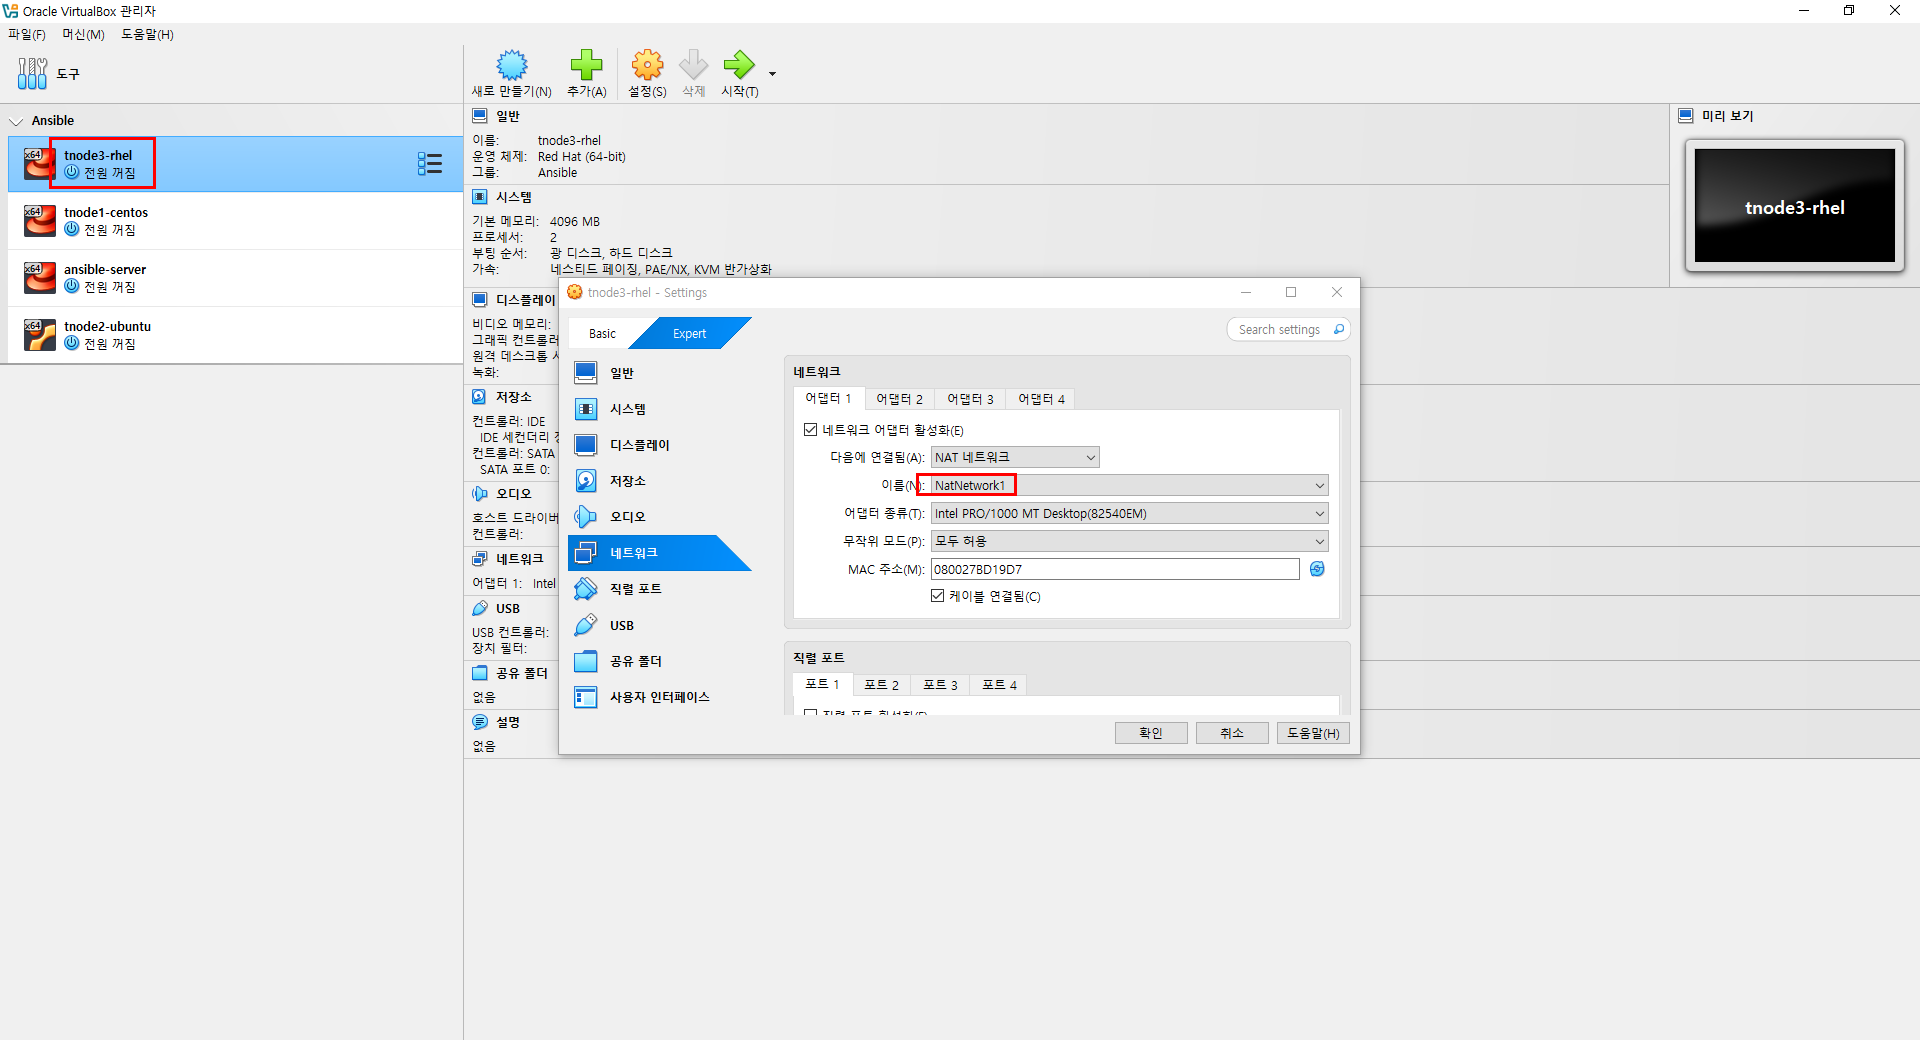 Oracle VirtualBox 관리자
파일(F) 머신(M) 도움말(H)
도구
새로 만들기(N) 추가(A) 설정(S) 삭제 시작(T)
Ansible
x64
tnode3-rhel
전원 꺼짐
x64
tnode1-centos
전원 꺼짐
x64
ansible-server
전원 꺼짐
x64
tnode2-ubuntu
전원 꺼짐
일반
이름: tnode3-rhel
운영 체제: Red Hat (64-bit)
그룹: Ansible
시스템
기본 메모리: 4096 MB
프로세서: 2
부팅 순서: 광 디스크, 하드 디스크
가속: 네스티드 페이징, PAE/NX, KVM 반가상화
디스플레이
비디오 메모리:
그래픽 컨트롤러
원격 데스크톱
녹화:
저장소
컨트롤러: IDE
IDE 세컨더리
컨트롤러: SATA
SATA 포트 0:
오디오
호스트 드라이버
컨트롤러:
네트워크
어댑터 1: Intel
USB
USB 컨트롤러:
장치 필터:
공유 폴더
없음
설명
없음
미리 보기
tnode3-rhel
tnode3-rhel - Settings
Basic Expert
Search settings
일반
시스템
디스플레이
저장소
오디오
네트워크
직렬 포트
USB
공유 폴더
사용자 인터페이스
네트워크
어댑터 1 어댑터 2 어댑터 3 어댑터 4
네트워크 어댑터 활성화(E)
다음에 연결됨(A): NAT 네트워크
이름(N): NatNetwork1
어댑터 종류(T): Intel PRO/1000 MT Desktop(82540EM)
무작위 모드(P): 모두 허용
MAC 주소(M): 080027BD19D7
케이블 연결됨(C)
직렬 포트
포트 1 포트 2 포트 3 포트 4
확인 취소 도움말(H)